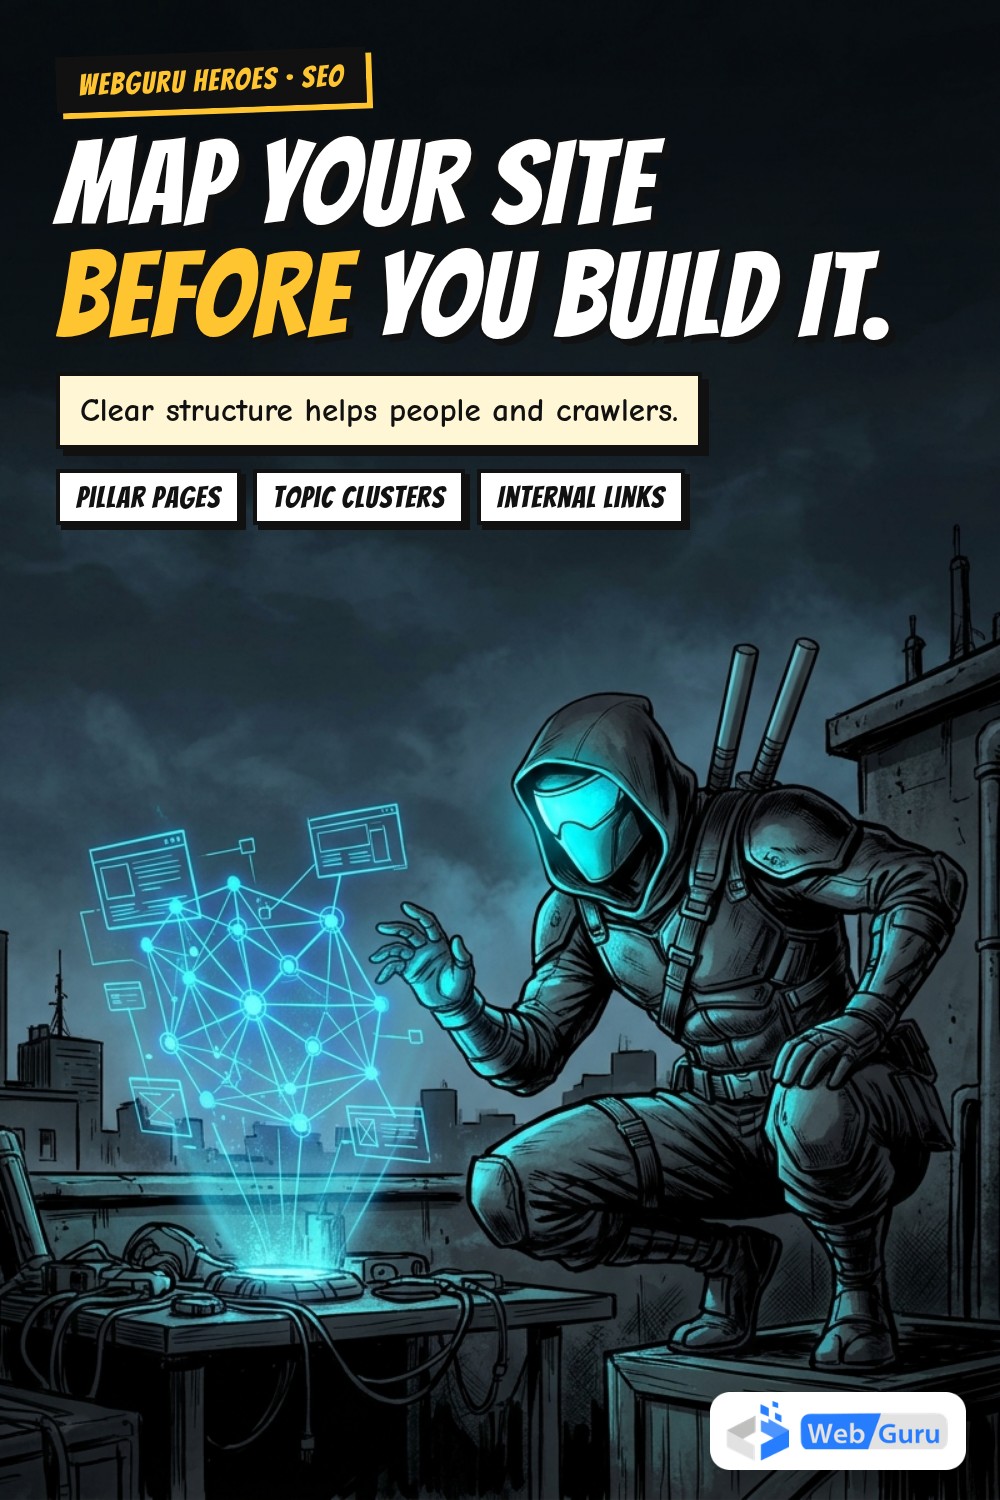 WEBGURU HEROES · SEO
MAP YOUR SITE
BEFORE YOU BUILD IT.
Clear structure helps people and crawlers.
PILLAR PAGES
TOPIC CLUSTERS
INTERNAL LINKS
Web Guru